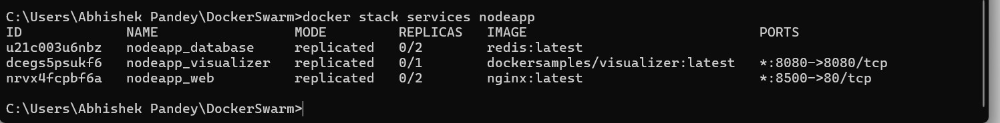 C:\Users\Abhishek Pandey\DockerSwarm>docker stack services nodeapp
ID             NAME                 MODE         REPLICAS   IMAGE                             PORTS
u21c003u6nbz   nodeapp_database     replicated   0/2        redis:latest
dcegs5psukf6   nodeapp_visualizer   replicated   0/1        dockersamples/visualizer:latest   *:8080->8080/tcp
nrvx4fcpbf6a   nodeapp_web          replicated   0/2        nginx:latest                      *:8500->80/tcp
C:\Users\Abhishek Pandey\DockerSwarm>